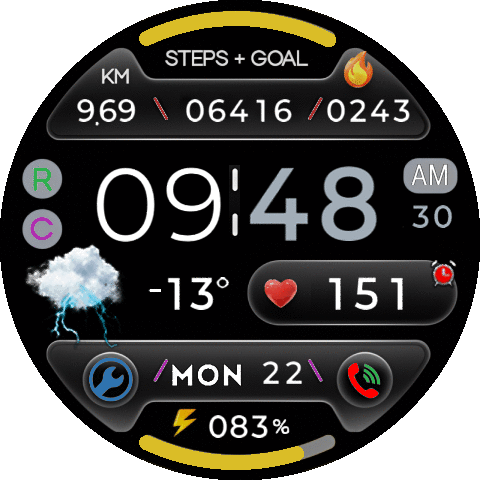 STEPS + GOAL
KM
9.69 \ 06416 / 0243
R
09:48 AM
C
30
-13° 151
/ MON 22 \
083%